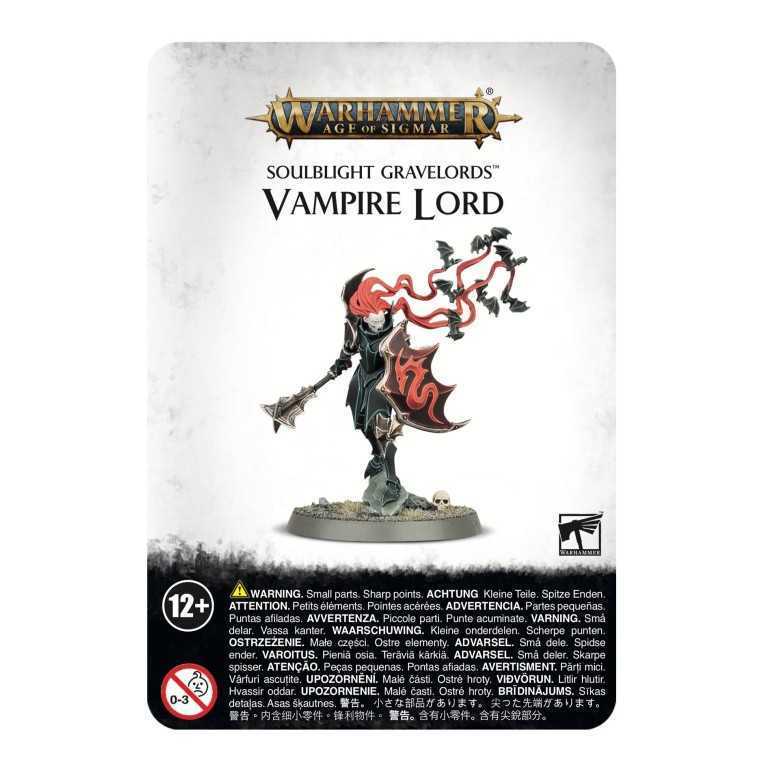 WARHAMMER®
AGE OF SIGMAR
SOULBLIGHT GRAVELORDS™
VAMPIRE LORD
WARHAMMER
12+
0-3
WARNING. Small parts. Sharp points. ACHTUNG Kleine Teile. Spitze Enden.
ATTENTION. Petits éléments. Pointes acérées. ADVERTENCIA. Partes pequeñas.
Puntas afiladas. AVVERTENZA. Piccole parti. Punte acuminate. VARNING. Små
delar. Vassa kanter. WAARSCHUWING. Kleine onderdelen. Scherpe punten.
OSTRZEŻENIE. Małe części. Ostre elementy. ADVARSEL. Små dele. Spidse
ender. VAROITUS. Pieniä osia. Teräviä kärkiä. ADVARSEL. Små deler. Skarpe
spisser. ATENÇÃO. Peças pequenas. Pontas afiadas. AVERTISMENT. Părți mici.
Vârfuri ascuțite. UPOZORNĚNÍ. Malé části. Ostré hroty. VIÐVÖRUN. Litlir hlutir.
Hvassir oddar. UPOZORNENIE. Malé časti. Ostré hroty. BRĪDINĀJUMS. Sīkas
detaļas. Asas šķautnes. 警告。小さな部品があります。尖った先端があります。
警告。内含细小零件。锋利物件。 警告。含有小零件。含有尖銳部分。